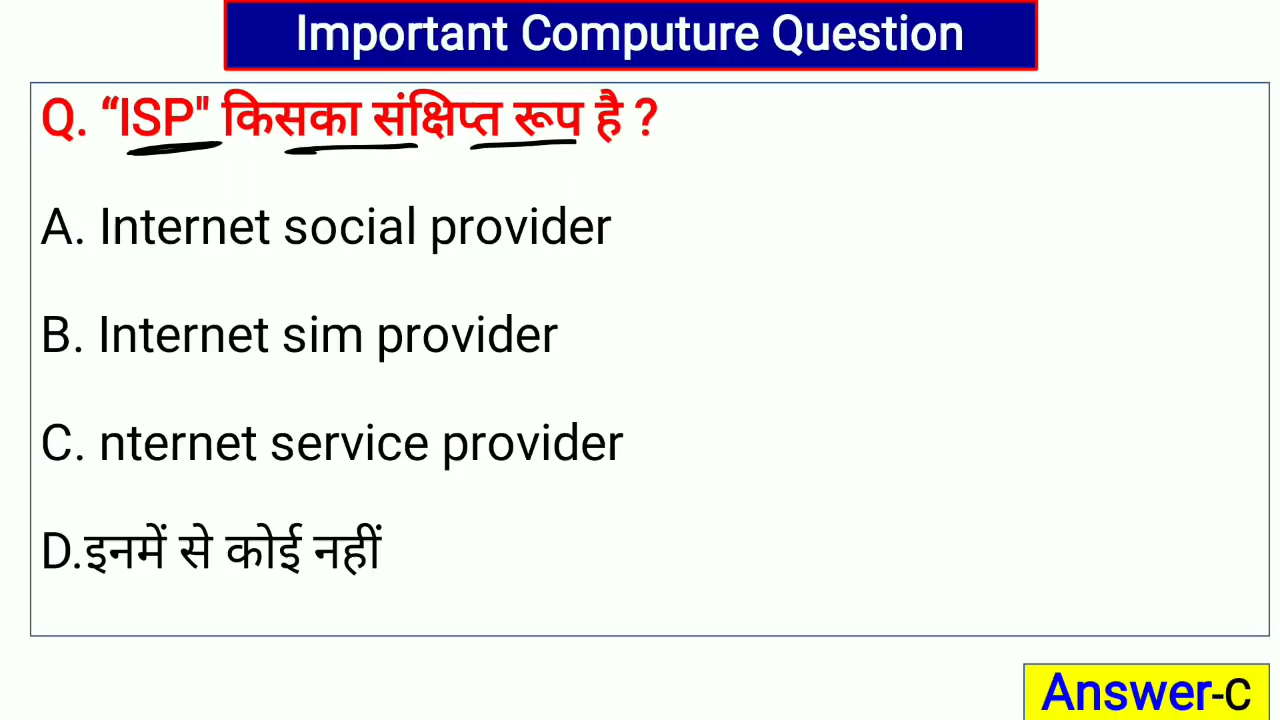 Important Computure Question
Q. “ISP" किसका संक्षिप्त रूप है ?
A. Internet social provider
B. Internet sim provider
C. nternet service provider
D.इनमें से कोई नहीं
Answer-C